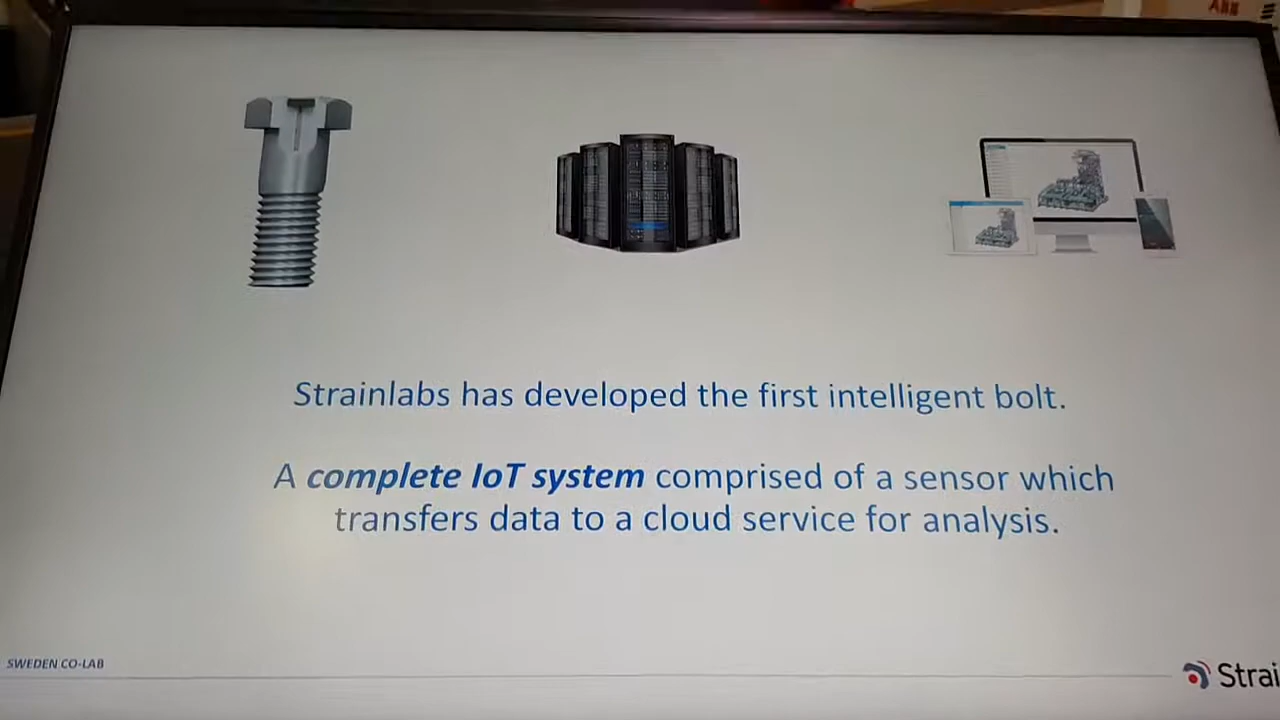 ABB
Strainlabs has developed the first intelligent bolt.
A complete IoT system comprised of a sensor which
transfers data to a cloud service for analysis.
SWEDEN CO-LAB
Strai